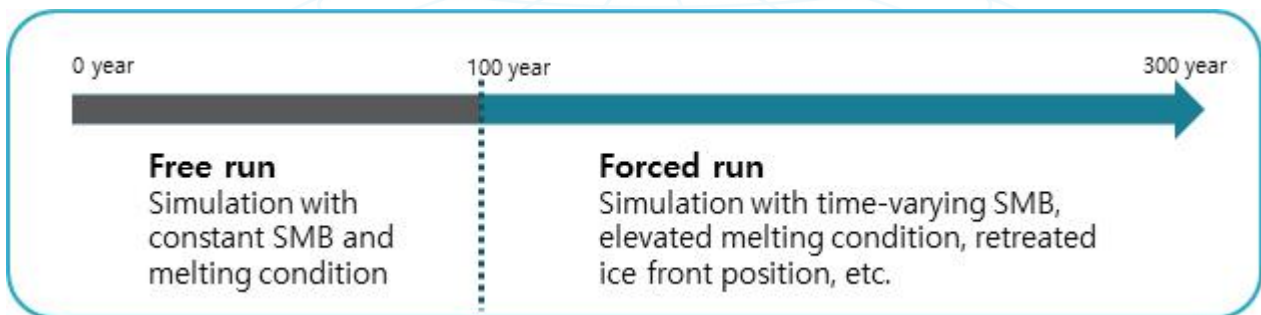 0 year
100 year
300 year
Free run
Simulation with
constant SMB and
melting condition
Forced run
Simulation with time-varying SMB,
elevated melting condition, retreated
ice front position, etc.